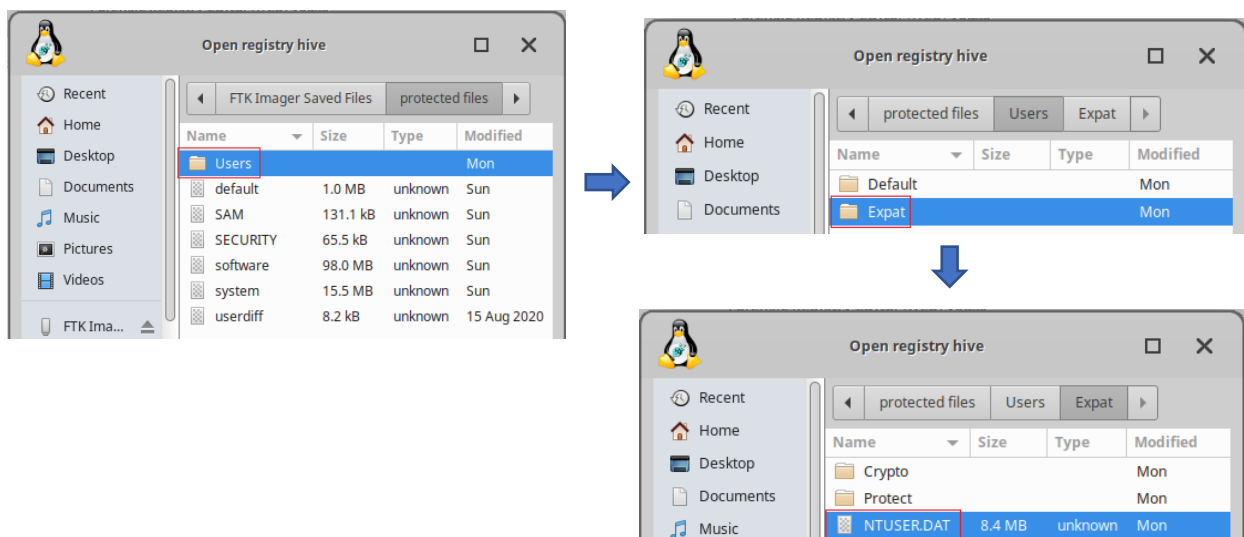 Open registry hive
Recent
Home
Desktop
Documents
Music
Pictures
Videos
FTK Ima...
FTK Imager Saved Files protected files
Name Size Type Modified
Users Mon
default 1.0 MB unknown Sun
SAM 131.1 kB unknown Sun
SECURITY 65.5 kB unknown Sun
software 98.0 MB unknown Sun
system 15.5 MB unknown Sun
userdiff 8.2 kB unknown 15 Aug 2020
Open registry hive
Recent
Home
Desktop
Documents
protected files Users Expat
Name Size Type Modified
Default Mon
Expat Mon
Open registry hive
Recent
Home
Desktop
Documents
Music
protected files Users Expat
Name Size Type Modified
Crypto Mon
Protect Mon
NTUSER.DAT 8.4 MB unknown Mon